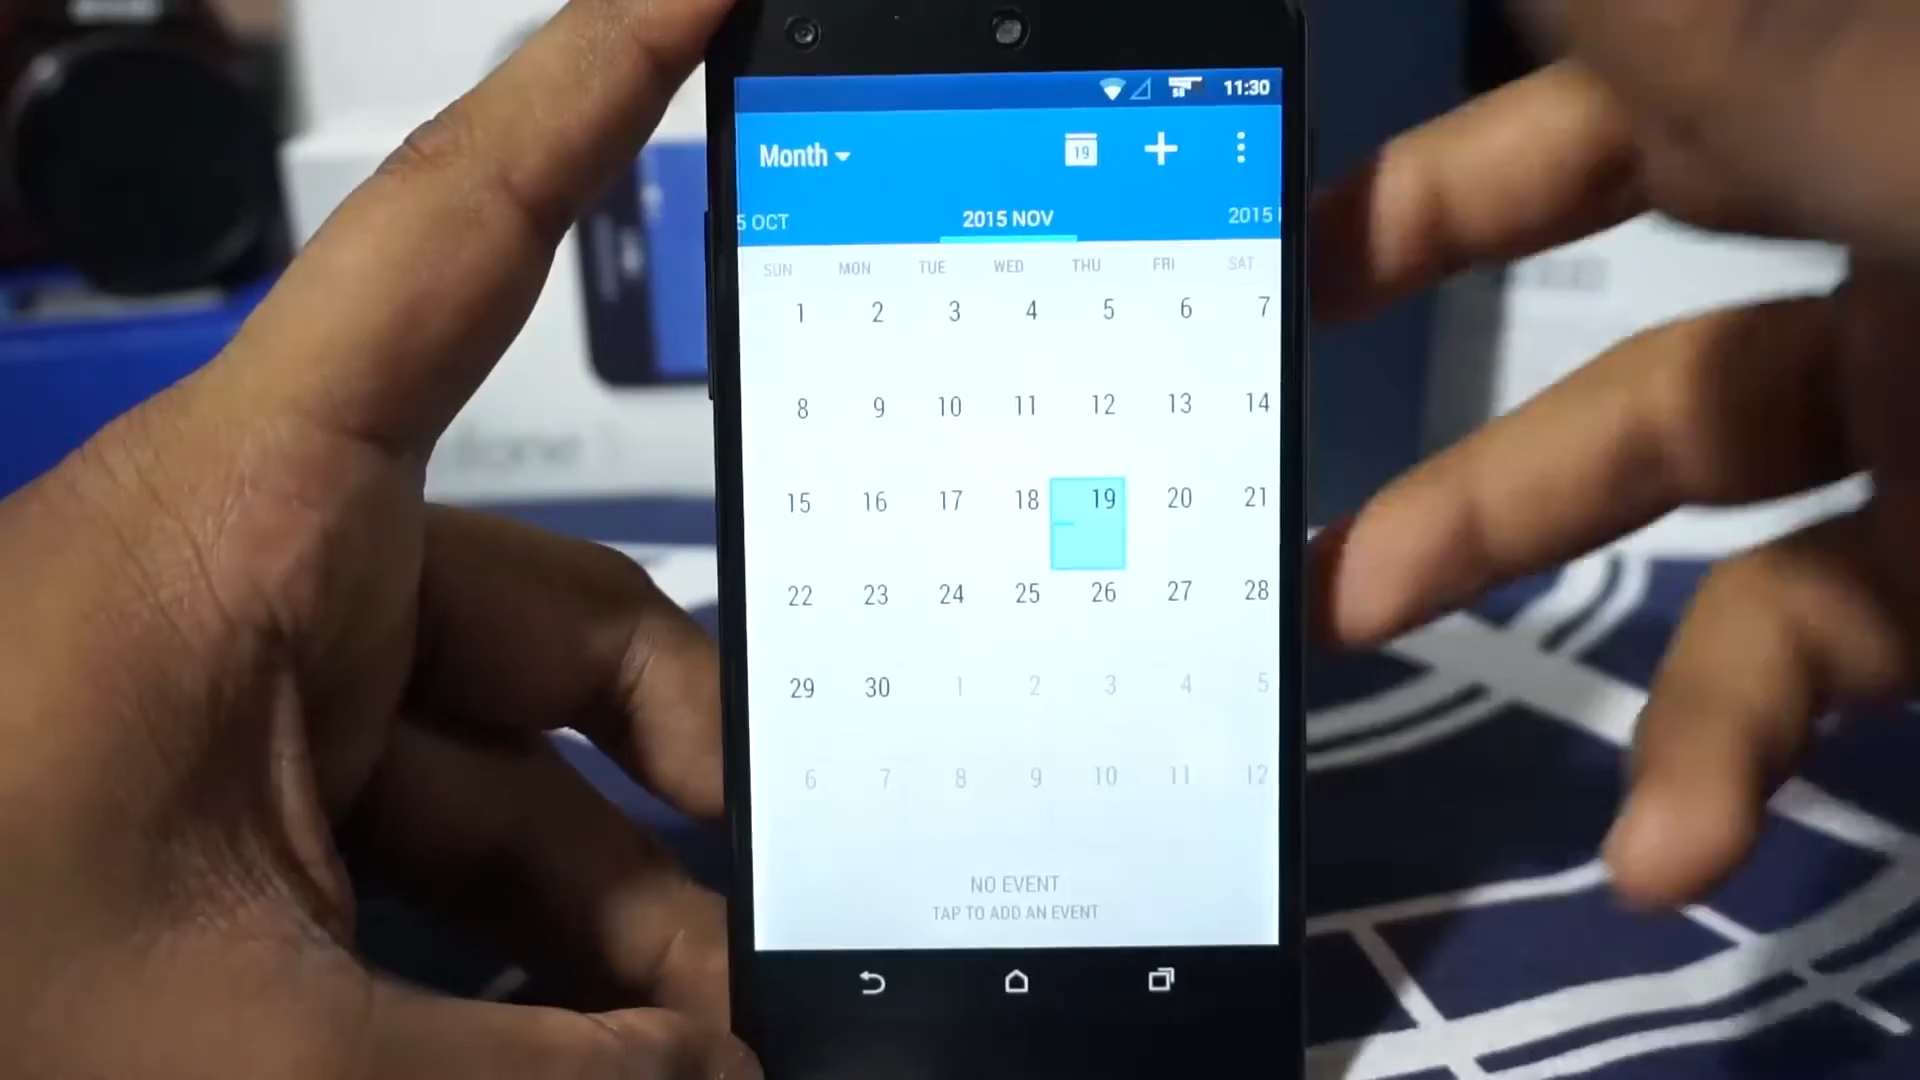 11:30
Month
19
5 OCT 2015 NOV 2015
SUN MON TUE WED THU FRI SAT
1 2 3 4 5 6 7
8 9 10 11 12 13 14
15 16 17 18 19 20 21
22 23 24 25 26 27 28
29 30 1 2 3 4 5
6 7 8 9 10 11 12
NO EVENT
TAP TO ADD AN EVENT